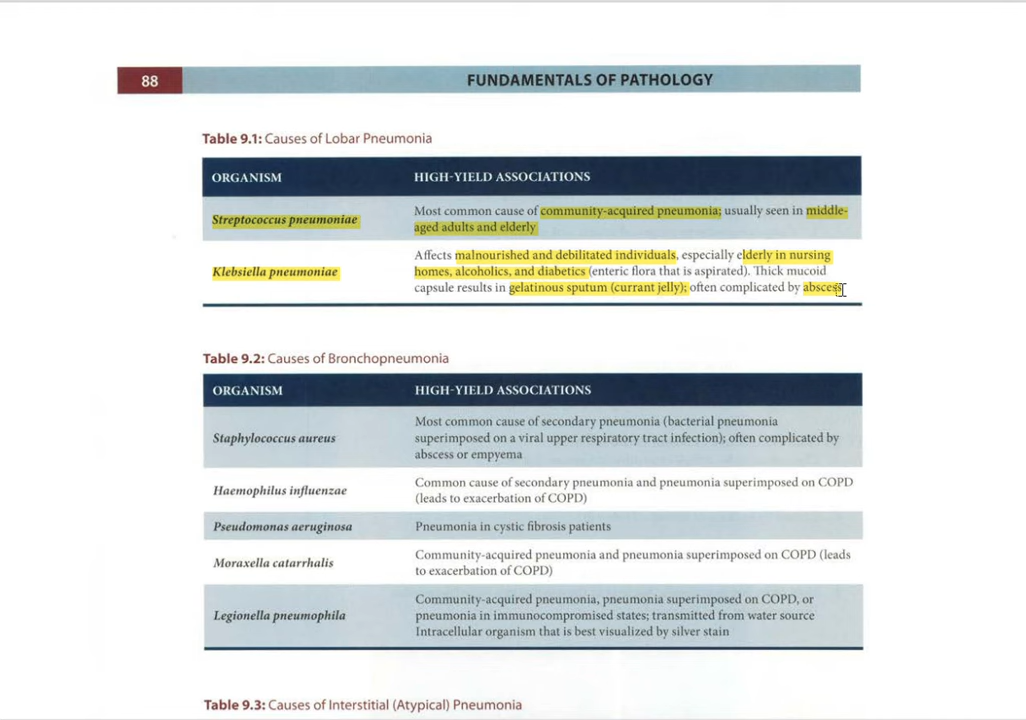 88
FUNDAMENTALS OF PATHOLOGY
Table 9.1: Causes of Lobar Pneumonia
ORGANISM HIGH-YIELD ASSOCIATIONS
Streptococcus pneumoniae
Most common cause of community-acquired pneumonia; usually seen in middle-
aged adults and elderly
Klebsiella pneumoniae
Affects malnourished and debilitated individuals, especially elderly in nursing
homes, alcoholics, and diabetics (enteric flora that is aspirated). Thick mucoid
capsule results in gelatinous sputum (currant jelly); often complicated by abscess
Table 9.2: Causes of Bronchopneumonia
ORGANISM HIGH-YIELD ASSOCIATIONS
Staphylococcus aureus
Most common cause of secondary pneumonia (bacterial pneumonia
superimposed on a viral upper respiratory tract infection); often complicated by
abscess or empyema
Haemophilus influenzae
Common cause of secondary pneumonia and pneumonia superimposed on COPD
(leads to exacerbation of COPD)
Pseudomonas aeruginosa
Pneumonia in cystic fibrosis patients
Moraxella catarrhalis
Community-acquired pneumonia and pneumonia superimposed on COPD (leads
to exacerbation of COPD)
Legionella pneumophila
Community-acquired pneumonia, pneumonia superimposed on COPD, or
pneumonia in immunocompromised states; transmitted from water source
Intracellular organism that is best visualized by silver stain
Table 9.3: Causes of Interstitial (Atypical) Pneumonia